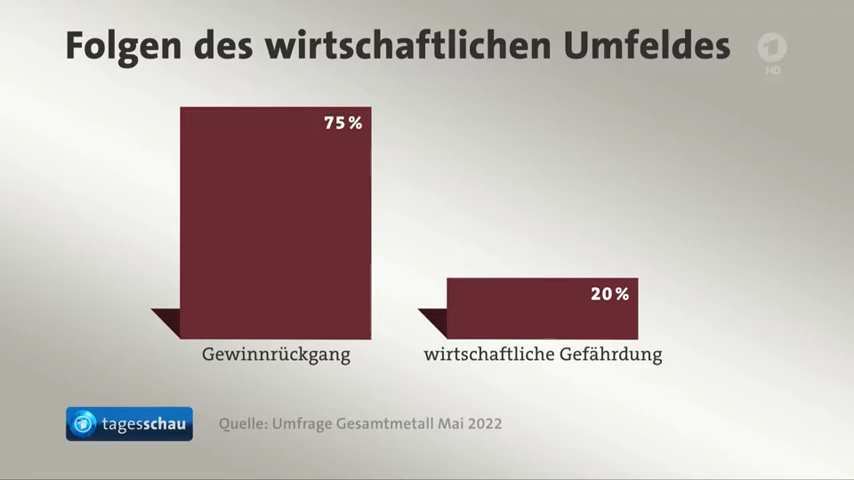 Folgen des wirtschaftlichen Umfeldes
1
HD
75%
20%
Gewinnrückgang
wirtschaftliche Gefährdung
tagesschau
Quelle: Umfrage Gesamtmetall Mai 2022